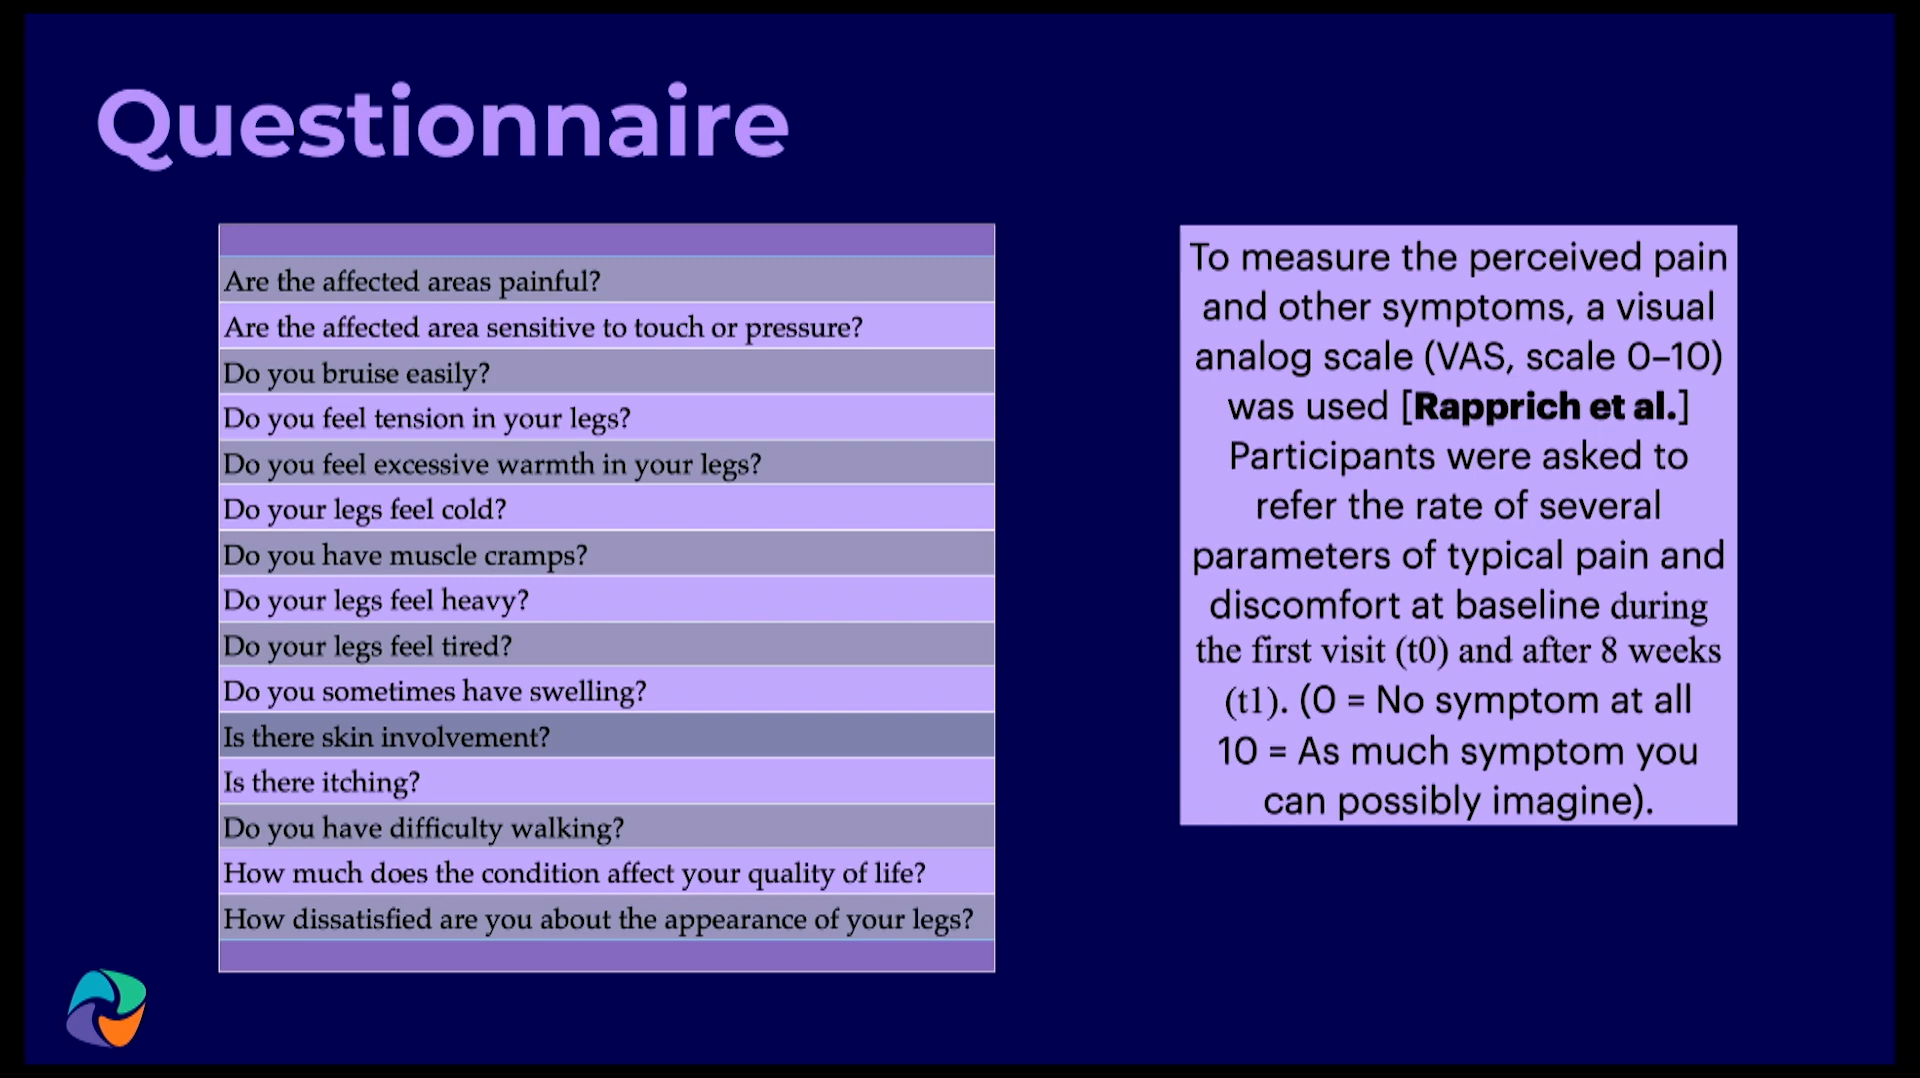 Questionnaire
Are the affected areas painful?
Are the affected area sensitive to touch or pressure?
Do you bruise easily?
Do you feel tension in your legs?
Do you feel excessive warmth in your legs?
Do your legs feel cold?
Do you have muscle cramps?
Do your legs feel heavy?
Do your legs feel tired?
Do you sometimes have swelling?
Is there skin involvement?
Is there itching?
Do you have difficulty walking?
How much does the condition affect your quality of life?
How dissatisfied are you about the appearance of your legs?
To measure the perceived pain
and other symptoms, a visual
analog scale (VAS, scale 0–10)
was used [Rapprich et al.]
Participants were asked to
refer the rate of several
parameters of typical pain and
discomfort at baseline during
the first visit (t0) and after 8 weeks
(t1). (0 = No symptom at all
10 = As much symptom you
can possibly imagine).